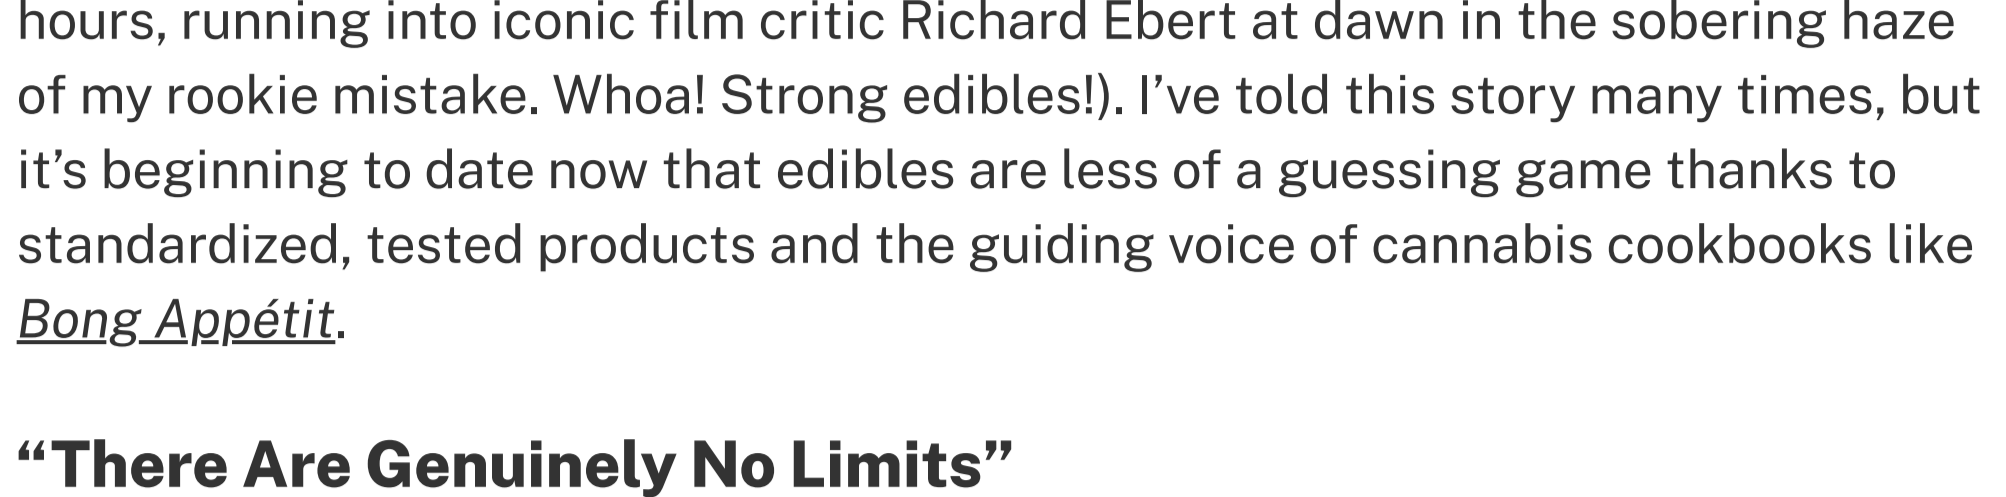 hours, running into iconic film critic Richard Ebert at dawn in the sobering haze
of my rookie mistake. Whoa! Strong edibles!). I’ve told this story many times, but
it’s beginning to date now that edibles are less of a guessing game thanks to
standardized, tested products and the guiding voice of cannabis cookbooks like
Bong Appétit.
“There Are Genuinely No Limits”